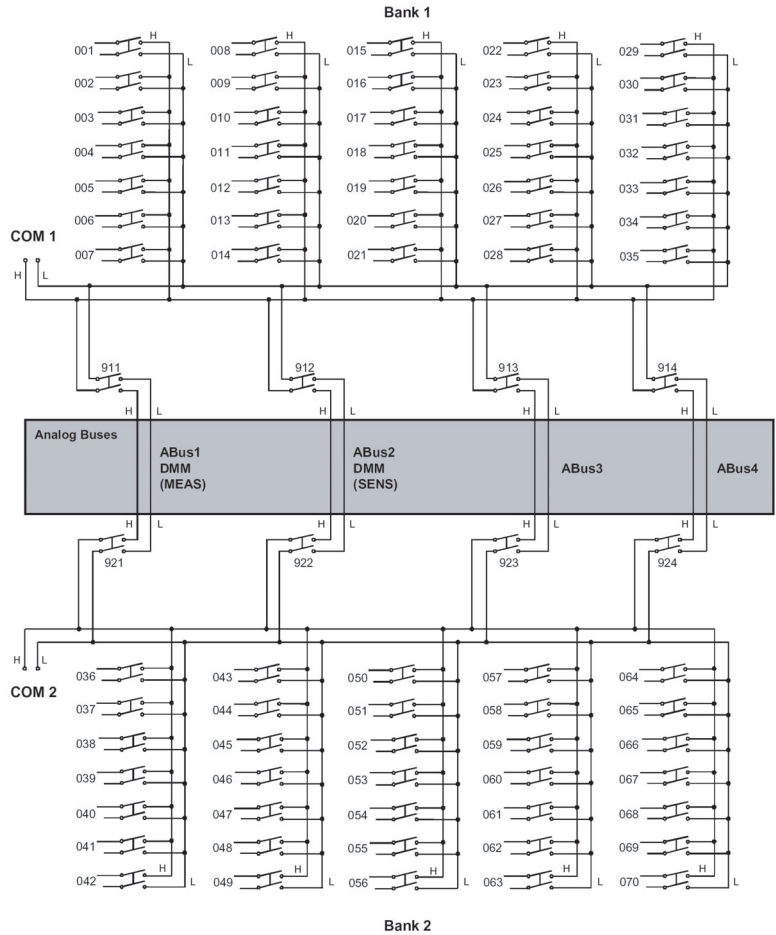 Bank 1
H H H H H
001 008 015 022 029
L L L L L
002 009 016 023 030
003 010 017 024 031
004 011 018 025 032
005 012 019 026 033
006 013 020 027 034
COM 1
007 014 021 028 035
H L
911 912 913 914
H L H L H L H L
Analog Buses
ABus1
DMM
(MEAS)
ABus2
DMM
(SENS)
ABus3
ABus4
H L H L H L H L
921 922 923 924
H L
COM 2
036 043 050 057 064
037 044 051 058 065
038 045 052 059 066
039 046 053 060 067
040 047 054 061 068
041 048 055 062 069
H H H H H
042 049 056 063 070
L L L L L
Bank 2